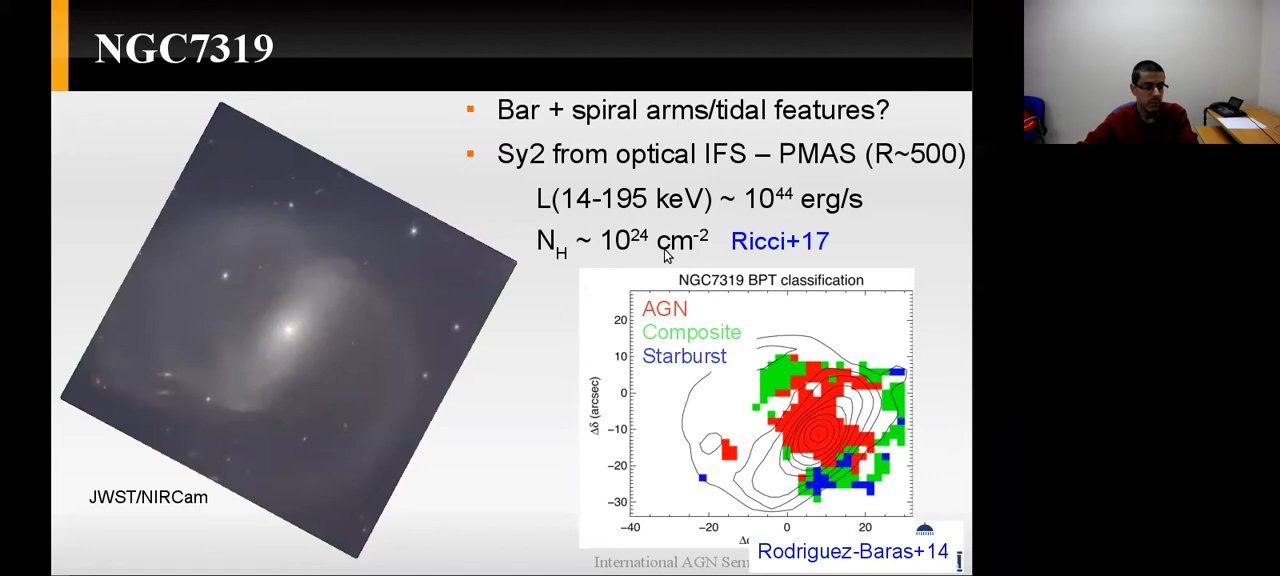 NGC7319
▪ Bar + spiral arms/tidal features?
▪ Sy2 from optical IFS – PMAS (R~500)
L(14-195 keV) ~ 10⁴⁴ erg/s
N_H ~ 10²⁴ cm⁻² Ricci+17
NGC7319 BPT classification
AGN
Composite
Starburst
20
10
0
−10
−20
−30
Δδ (arcsec)
−40 −20 0 20
JWST/NIRCam
Rodriguez-Baras+14
International AGN